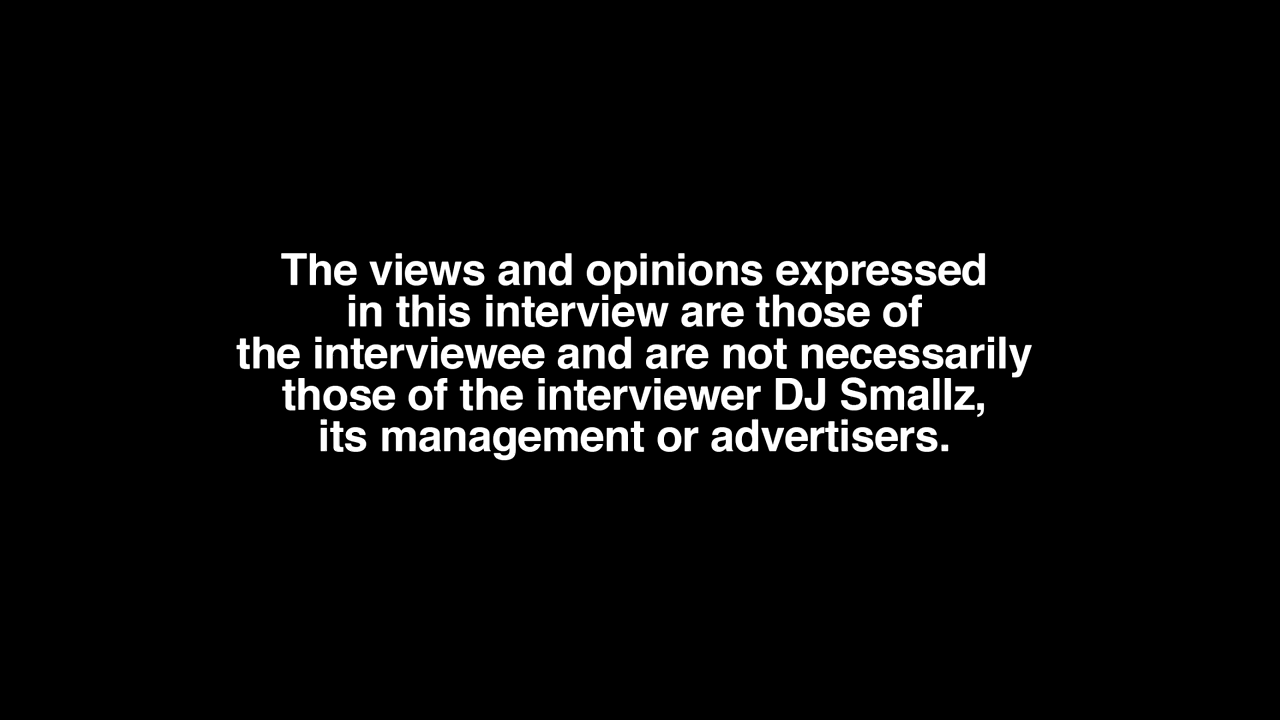 The views and opinions expressed
in this interview are those of
the interviewee and are not necessarily
those of the interviewer DJ Smallz,
its management or advertisers.